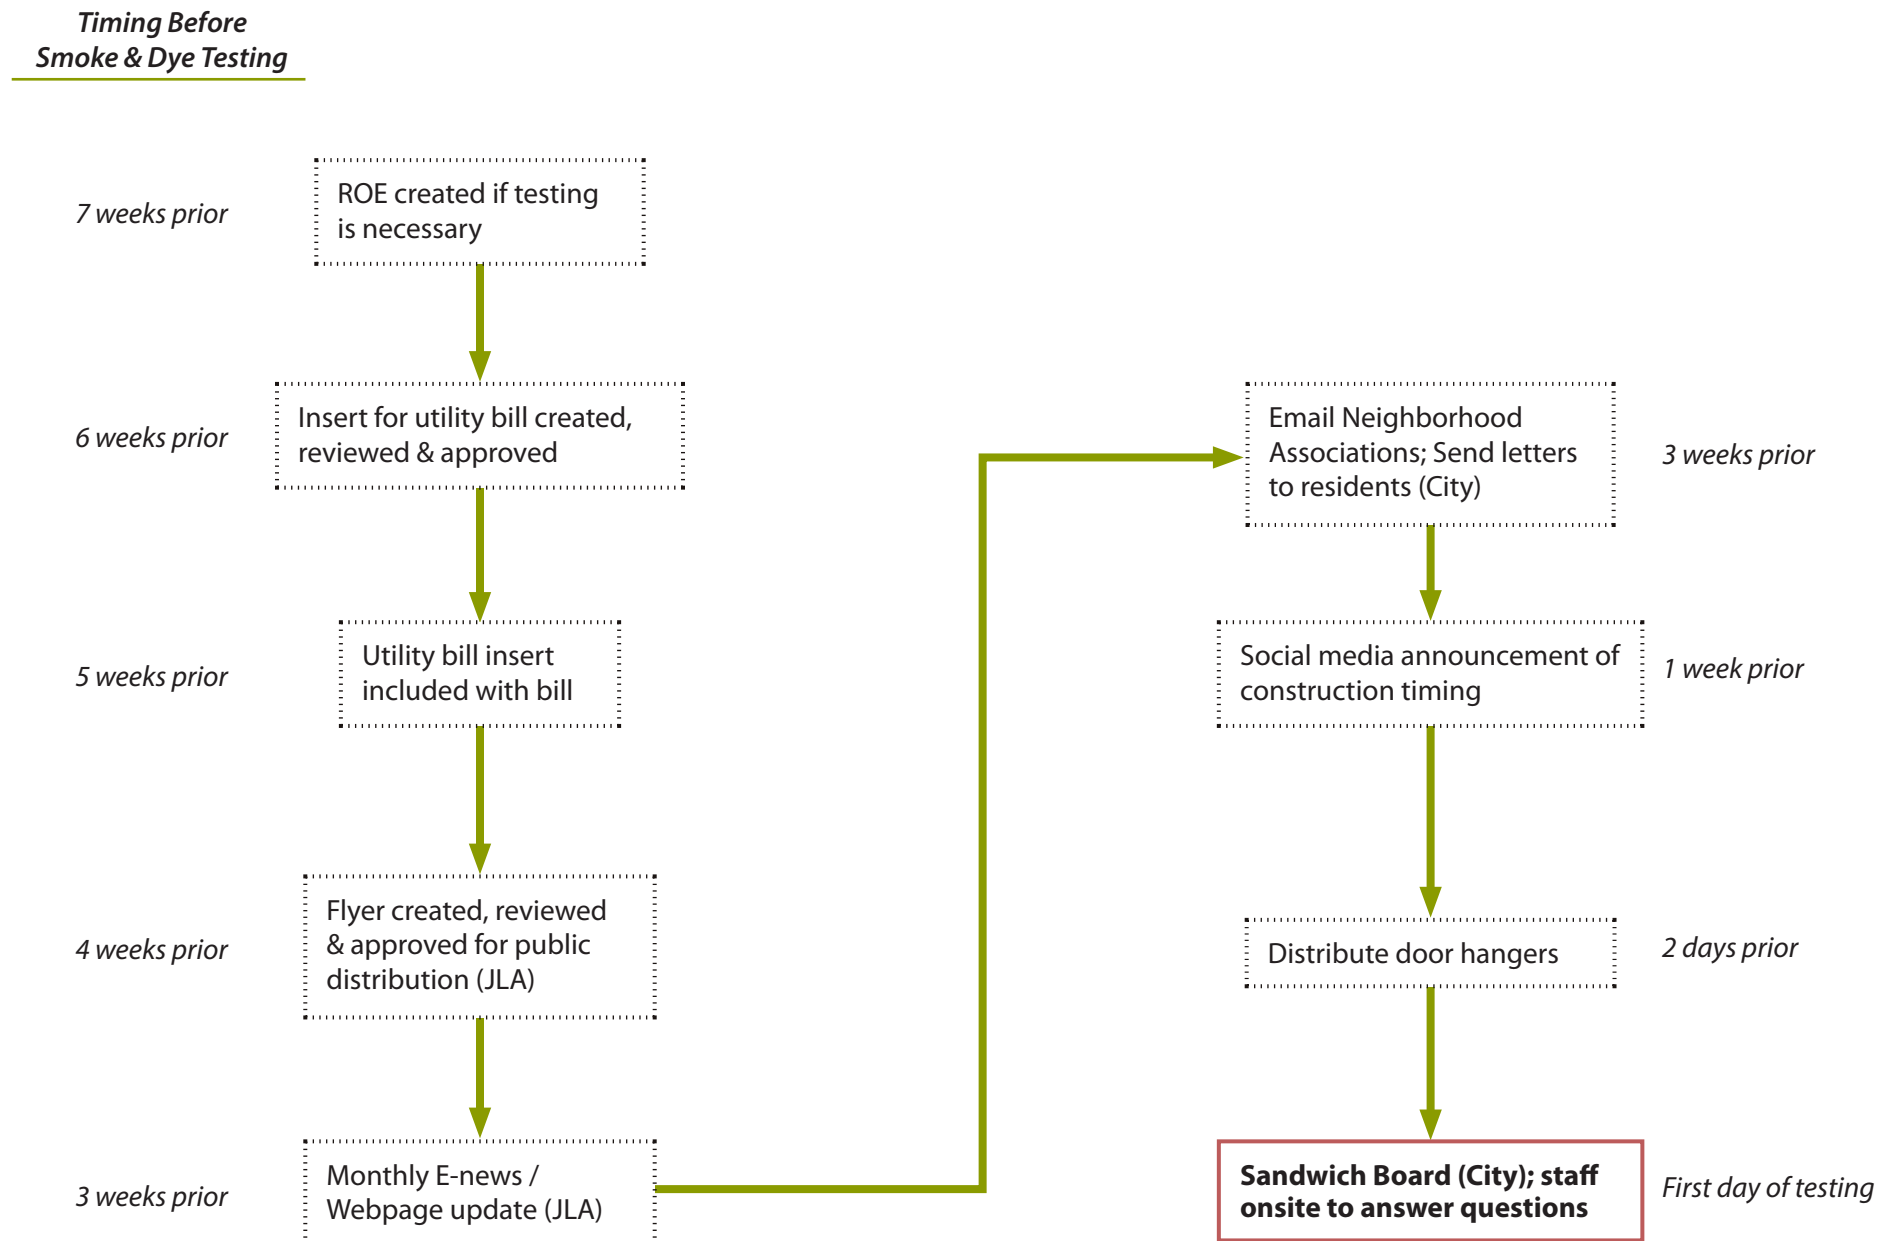 Timing Before
Smoke & Dye Testing
7 weeks prior
ROE created if testing
is necessary
6 weeks prior
Insert for utility bill created,
reviewed & approved
5 weeks prior
Utility bill insert
included with bill
4 weeks prior
Flyer created, reviewed
& approved for public
distribution (JLA)
3 weeks prior
Monthly E-news /
Webpage update (JLA)
Email Neighborhood
Associations; Send letters
to residents (City)
3 weeks prior
Social media announcement of
construction timing
1 week prior
Distribute door hangers
2 days prior
Sandwich Board (City); staff
onsite to answer questions
First day of testing